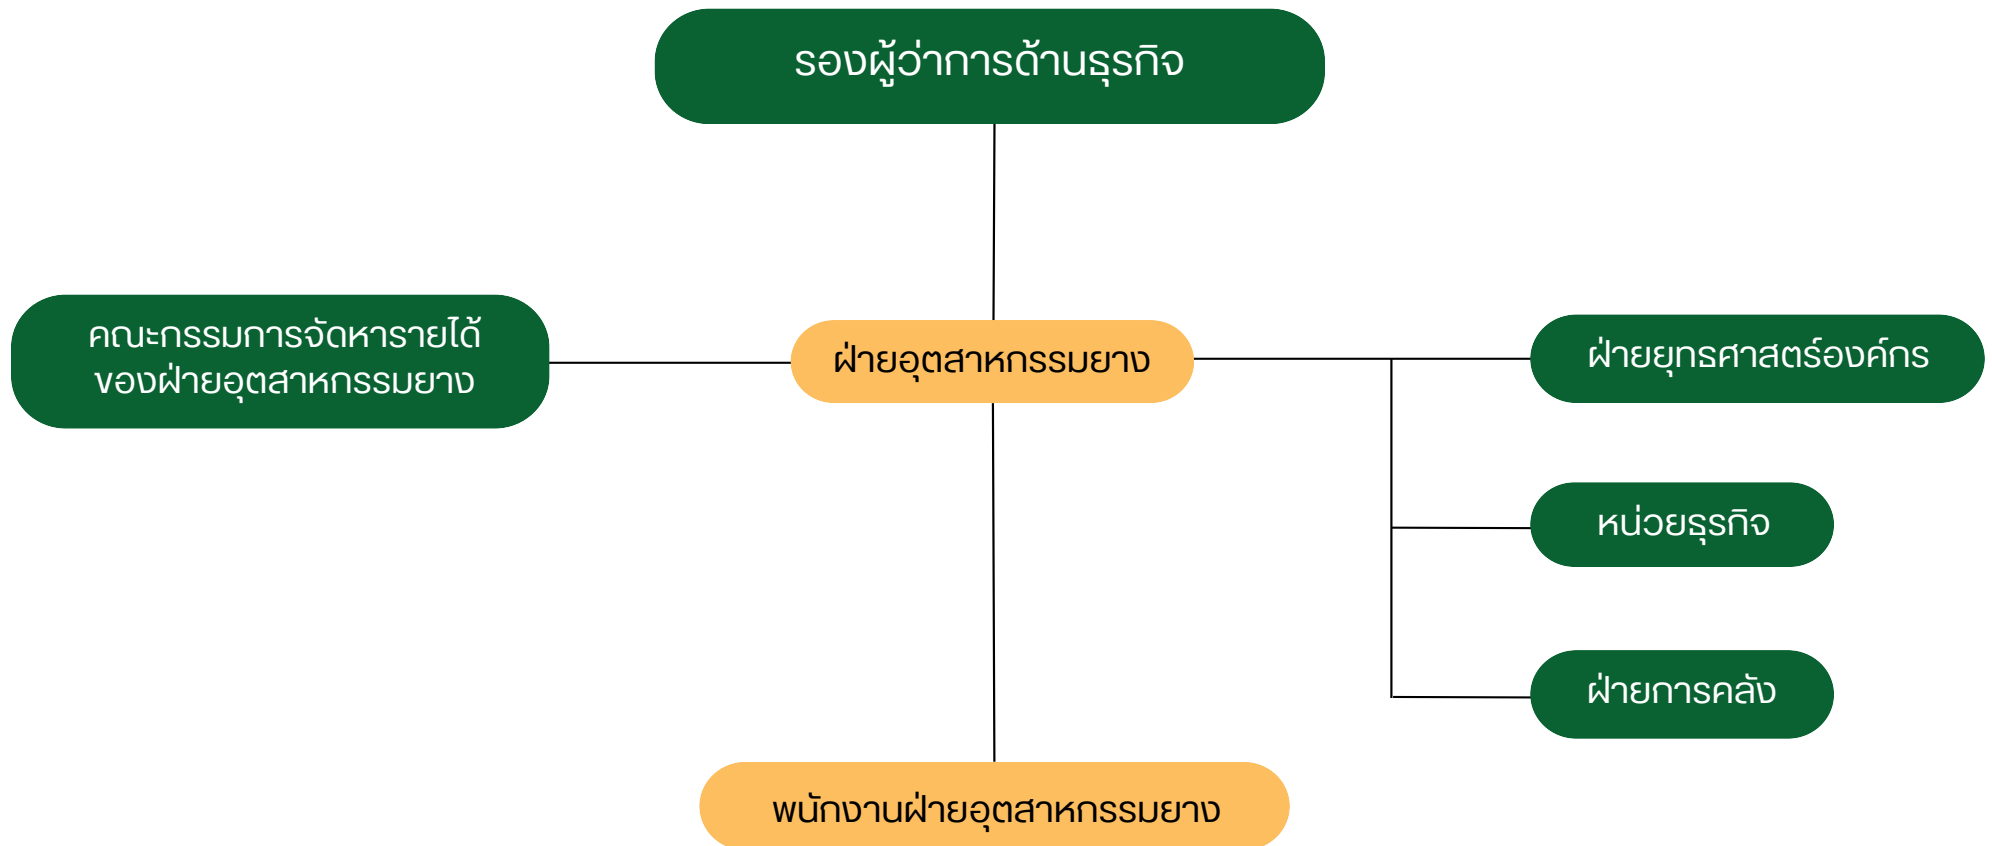 รองผู้ว่าการด้านธุรกิจ
คณะกรรมการจัดหารายได้
ของฝ่ายอุตสาหกรรมยาง
ฝ่ายอุตสาหกรรมยาง
ฝ่ายยุทธศาสตร์องค์กร
หน่วยธุรกิจ
ฝ่ายการคลัง
พนักงานฝ่ายอุตสาหกรรมยาง